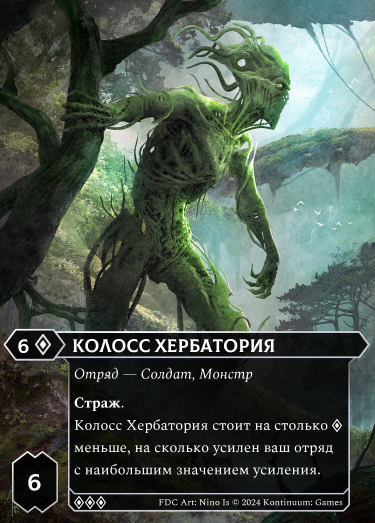 6 КОЛОСС ХЕРБАТОРИЯ
Отряд — Солдат, Монстр
Страж.
Колосс Хербатория стоит на столько
меньше, на сколько усилен ваш отряд
с наибольшим значением усиления.
6
FDC Art: Nino Is © 2024 Kontinuum: Games